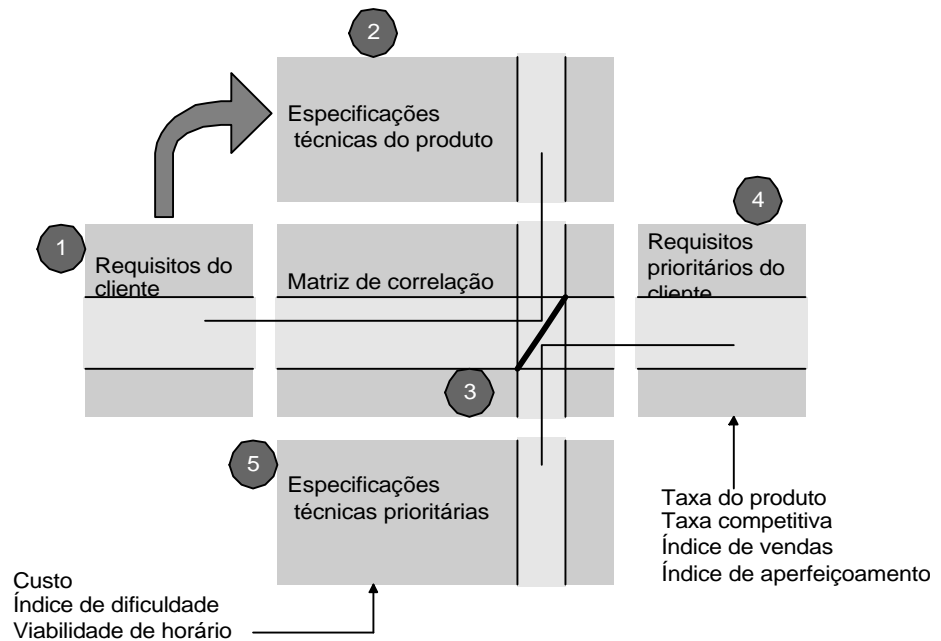 2
Especificações
técnicas do produto
1
Requisitos do
cliente
Matriz de correlação
4
Requisitos
prioritários do
cliente
3
5
Especificações
técnicas prioritárias
Taxa do produto
Taxa competitiva
Índice de vendas
Índice de aperfeiçoamento
Custo
Índice de dificuldade
Viabilidade de horário